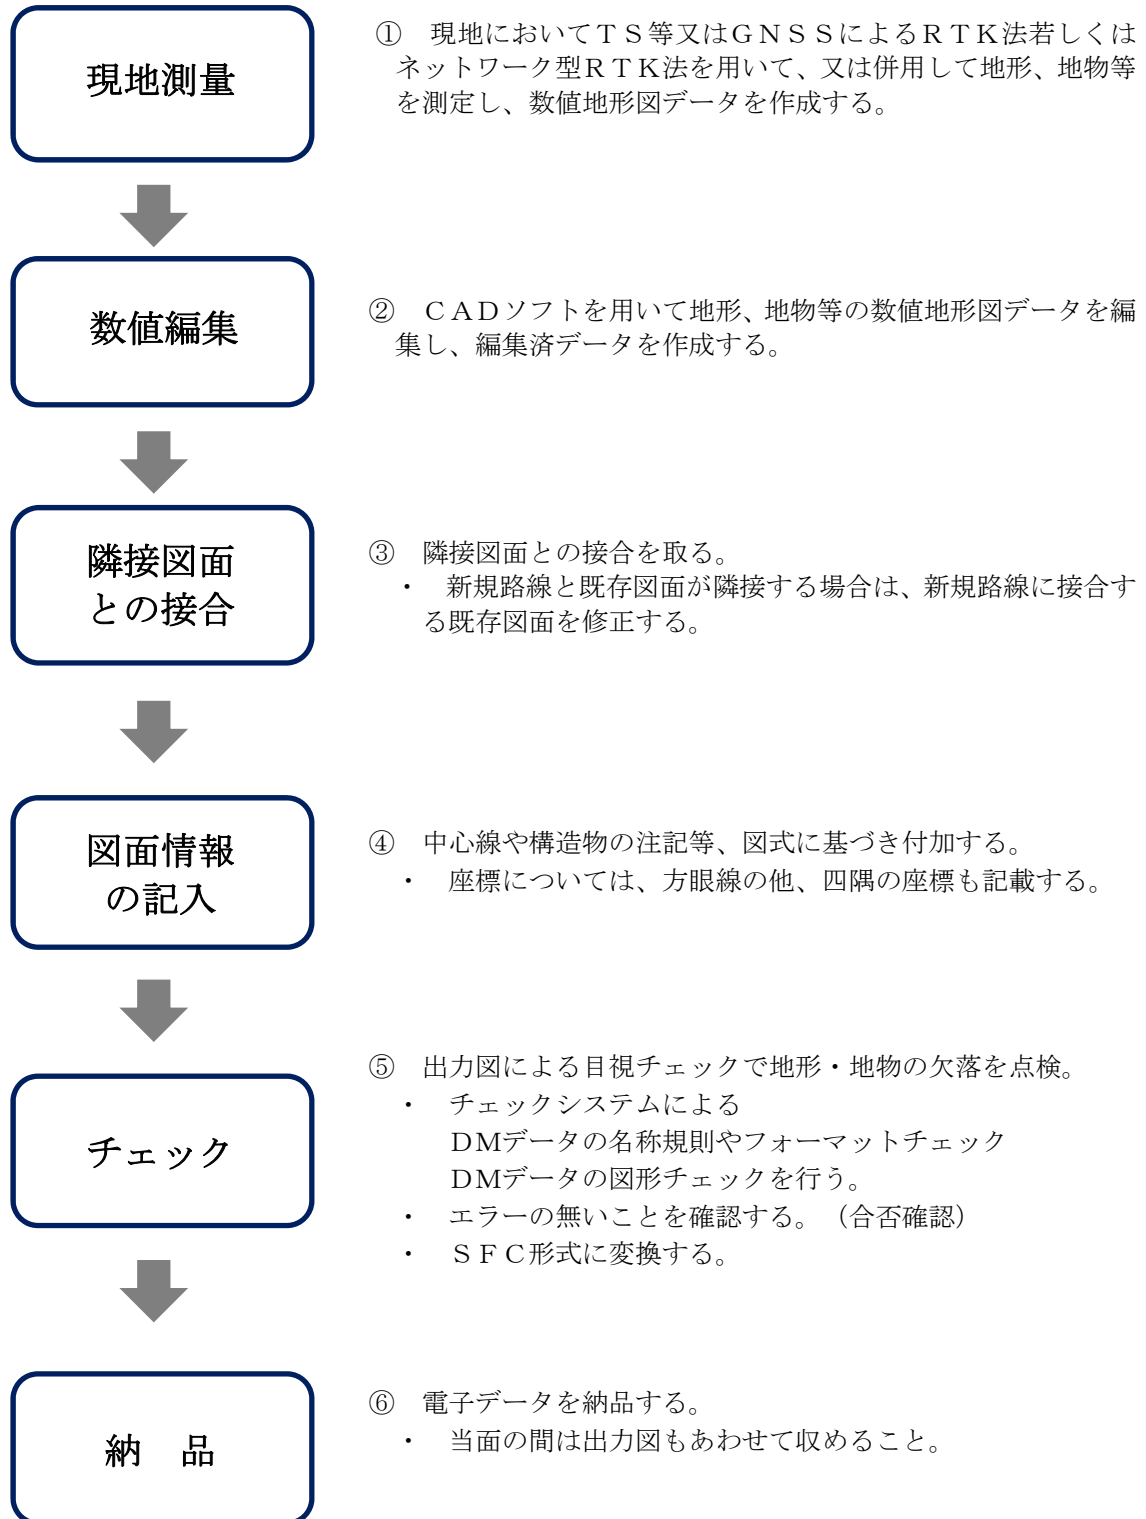 現地測量
①　現地においてＴＳ等又はＧＮＳＳによるＲＴＫ法若しくは
ネットワーク型ＲＴＫ法を用いて、又は併用して地形、地物等
を測定し、数値地形図データを作成する。
数値編集
②　ＣＡＤソフトを用いて地形、地物等の数値地形図データを編
集し、編集済データを作成する。
隣接図面
との接合
③　隣接図面との接合を取る。
・　新規路線と既存図面が隣接する場合は、新規路線に接合す
る既存図面を修正する。
図面情報
の記入
④　中心線や構造物の注記等、図式に基づき付加する。
・　座標については、方眼線の他、四隅の座標も記載する。
チェック
⑤　出力図による目視チェックで地形・地物の欠落を点検。
・　チェックシステムによる
ＤＭデータの名称規則やフォーマットチェック
ＤＭデータの図形チェックを行う。
・　エラーの無いことを確認する。（合否確認）
・　ＳＦＣ形式に変換する。
納　品
⑥　電子データを納品する。
・　当面の間は出力図もあわせて収めること。